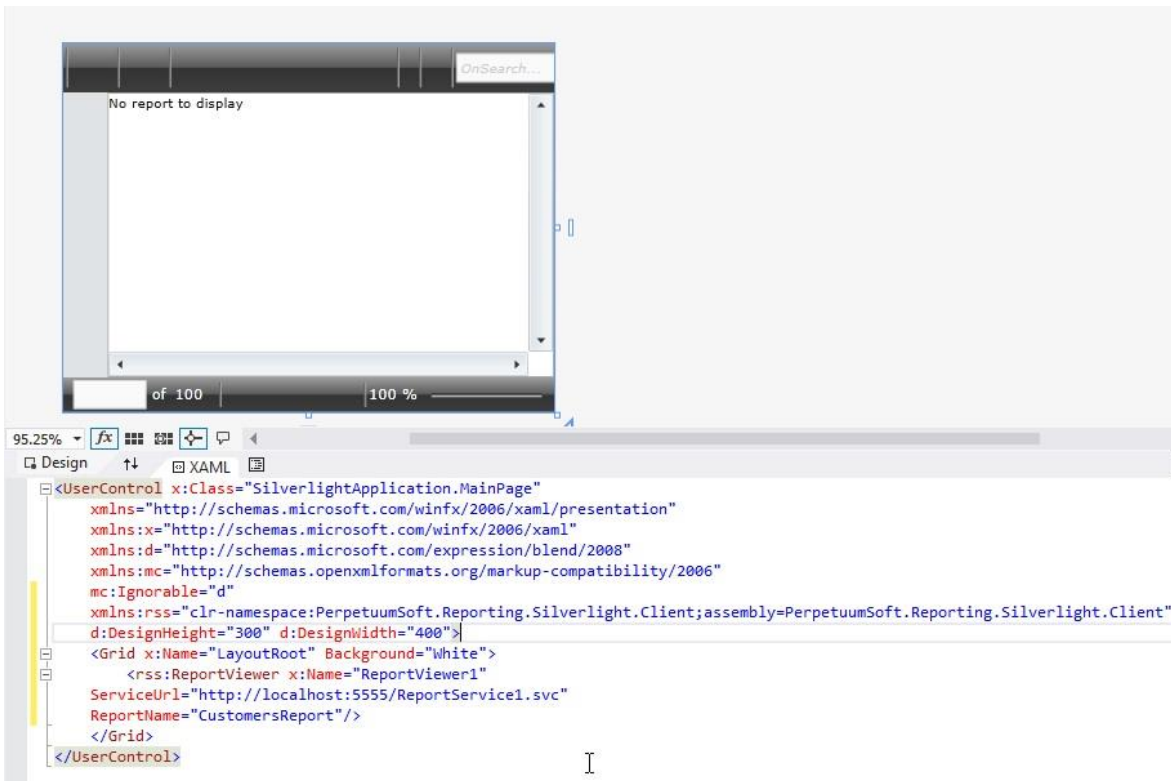 OnSearch...
No report to display
of 100
100 %
95.25%
fx
Design
XAML
<UserControl x:Class="SilverlightApplication.MainPage"
xmlns="http://schemas.microsoft.com/winfx/2006/xaml/presentation"
xmlns:x="http://schemas.microsoft.com/winfx/2006/xaml"
xmlns:d="http://schemas.microsoft.com/expression/blend/2008"
xmlns:mc="http://schemas.openxmlformats.org/markup-compatibility/2006"
mc:Ignorable="d"
xmlns:rss="clr-namespace:PerpetuumSoft.Reporting.Silverlight.Client;assembly=PerpetuumSoft.Reporting.Silverlight.Client"
d:DesignHeight="300" d:DesignWidth="400">
<Grid x:Name="LayoutRoot" Background="White">
<rss:ReportViewer x:Name="ReportViewer1"
ServiceUrl="http://localhost:5555/ReportService1.svc"
ReportName="CustomersReport"/>
</Grid>
</UserControl>